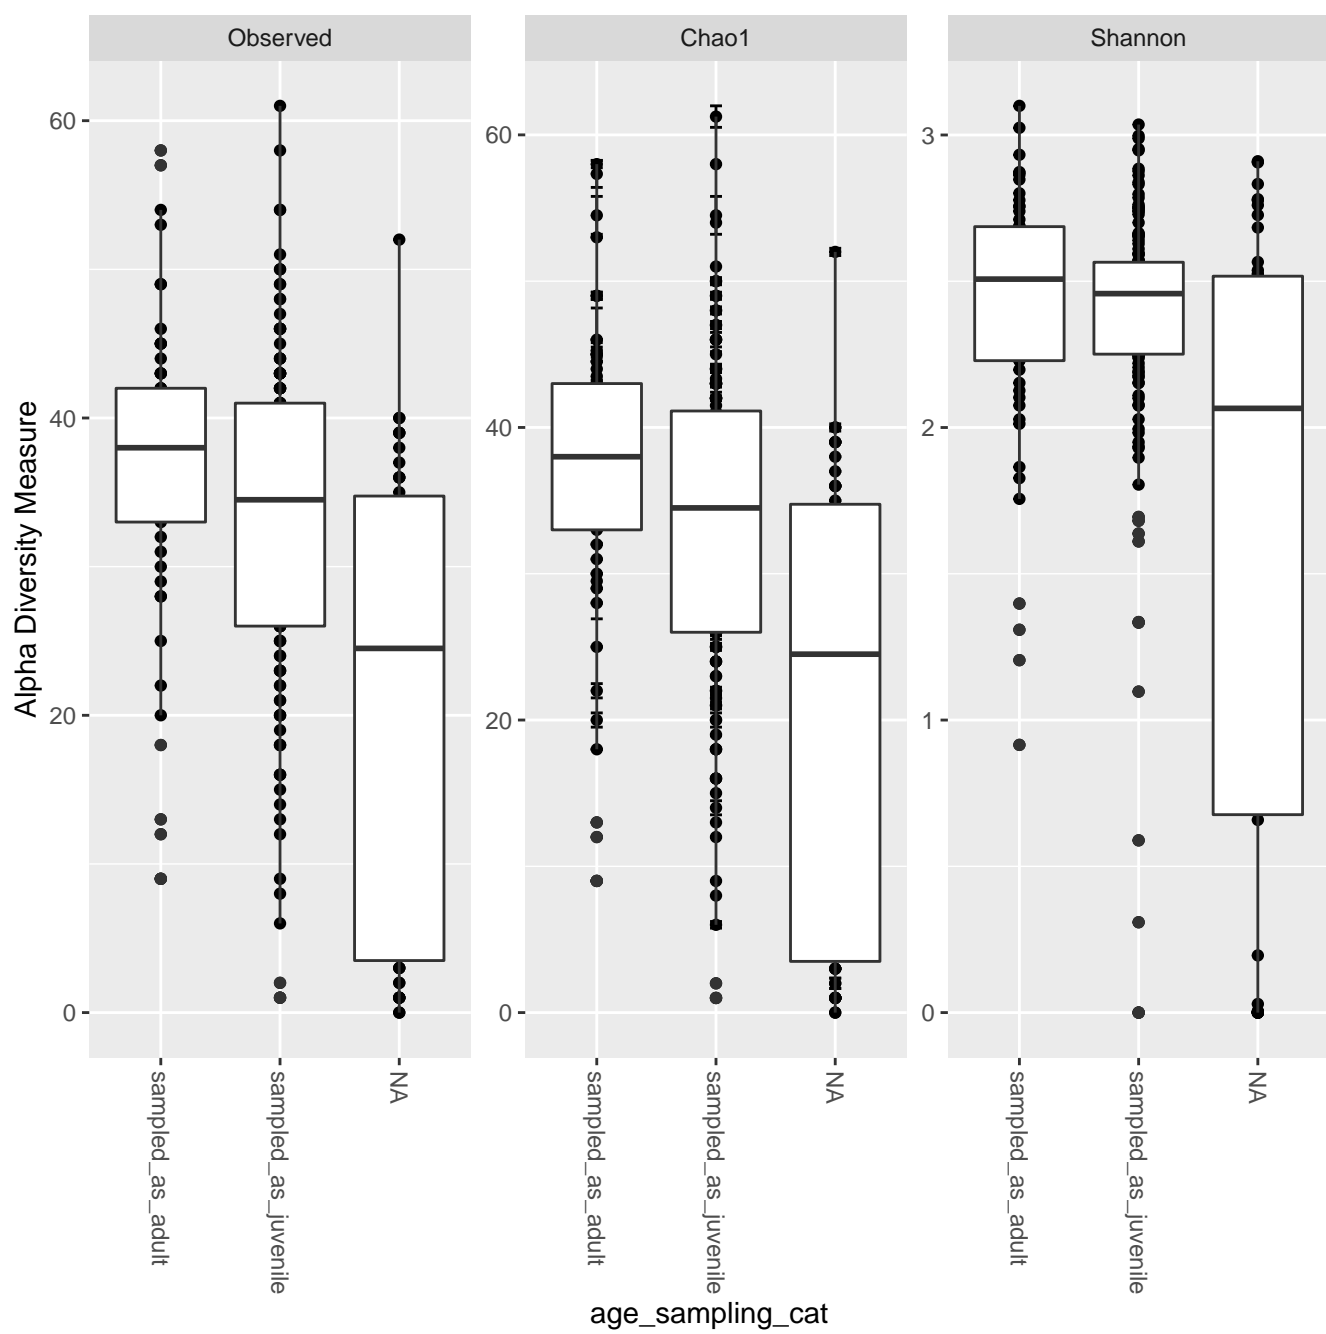 Observed
Chao1
Shannon
Alpha Diversity Measure
60
40
20
0
60
40
20
0
3
2
1
0
sampled_as_adult
sampled_as_juvenile
NA
sampled_as_adult
sampled_as_juvenile
NA
sampled_as_adult
sampled_as_juvenile
NA
age_sampling_cat